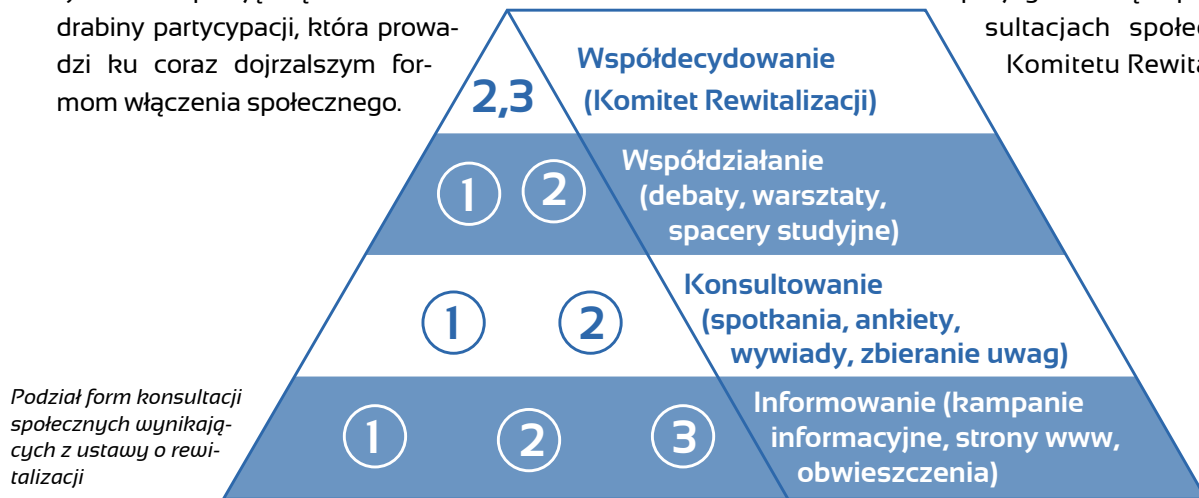 drabiny partycypacji, która prowa-
dzi ku coraz dojrzalszym for-
mom włączenia społecznego.
sultacjach
Komitetu
2,3
Współdecydowanie
(Komitet Rewitalizacji)
1 2
Współdziałanie
(debaty, warsztaty,
spacery studyjne)
1 2
Konsultowanie
(spotkania, ankiety,
wywiady, zbieranie uwag)
1 2 3
Informowanie (kampanie
informacyjne, strony www,
obwieszczenia)
Podział form konsultacji
społecznych wynikają-
cych z ustawy o rewi-
talizacji